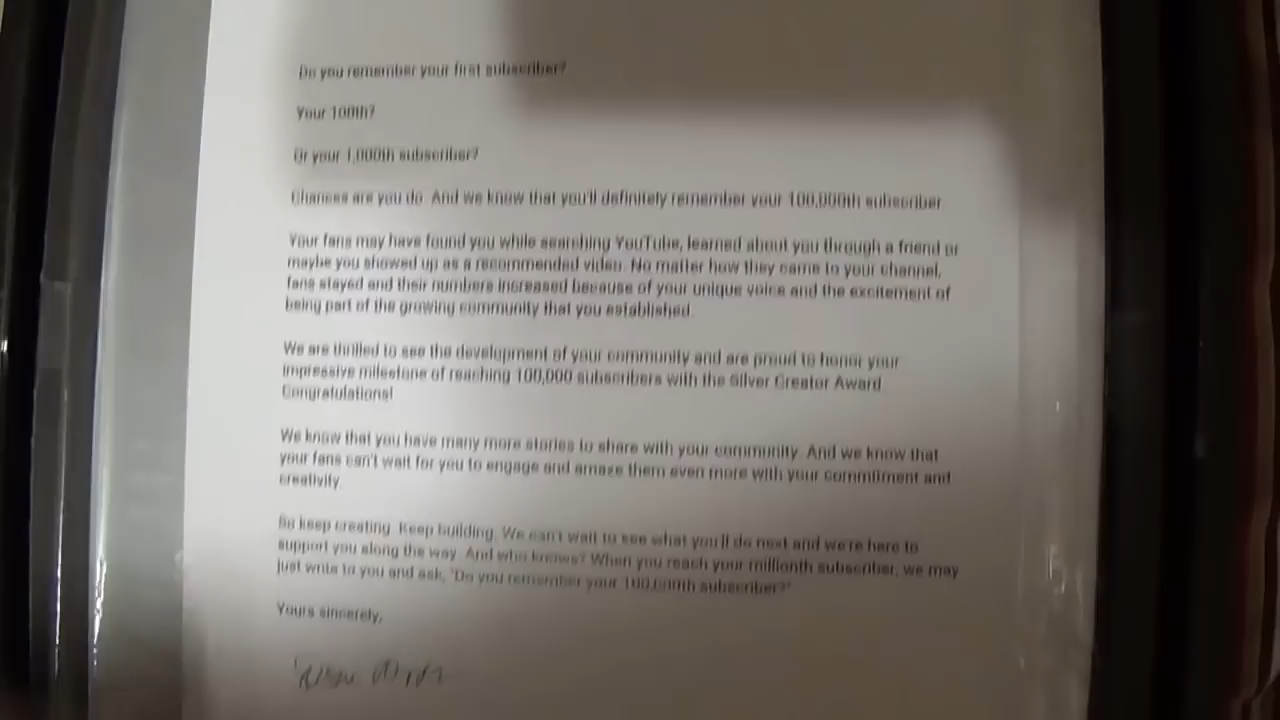 Do you remember your first subscriber?
Your 100th?
Or your 1,000th subscriber?
Chances are you do. And we know that you'll definitely remember your 100,000th subscriber
Your fans may have found you while searching YouTube, learned about you through a friend or
maybe you showed up as a recommended video. No matter how they came to your channel,
fans stayed and their numbers increased because of your unique voice and the excitement of
being part of the growing community that you established.
We are thrilled to see the development of your community and are proud to honor your
impressive milestone of reaching 100,000 subscribers with the Silver Creator Award
Congratulations!
We know that you have many more stories to share with your community. And we know that
your fans can't wait for you to engage and amaze them even more with your commitment and
creativity.
So keep creating. Keep building. We can't wait to see what you'll do next and we're here to
support you along the way. And who knows? When you reach your millionth subscriber, we may
just write to you and ask, "Do you remember your 100,000th subscriber?"
Yours sincerely,